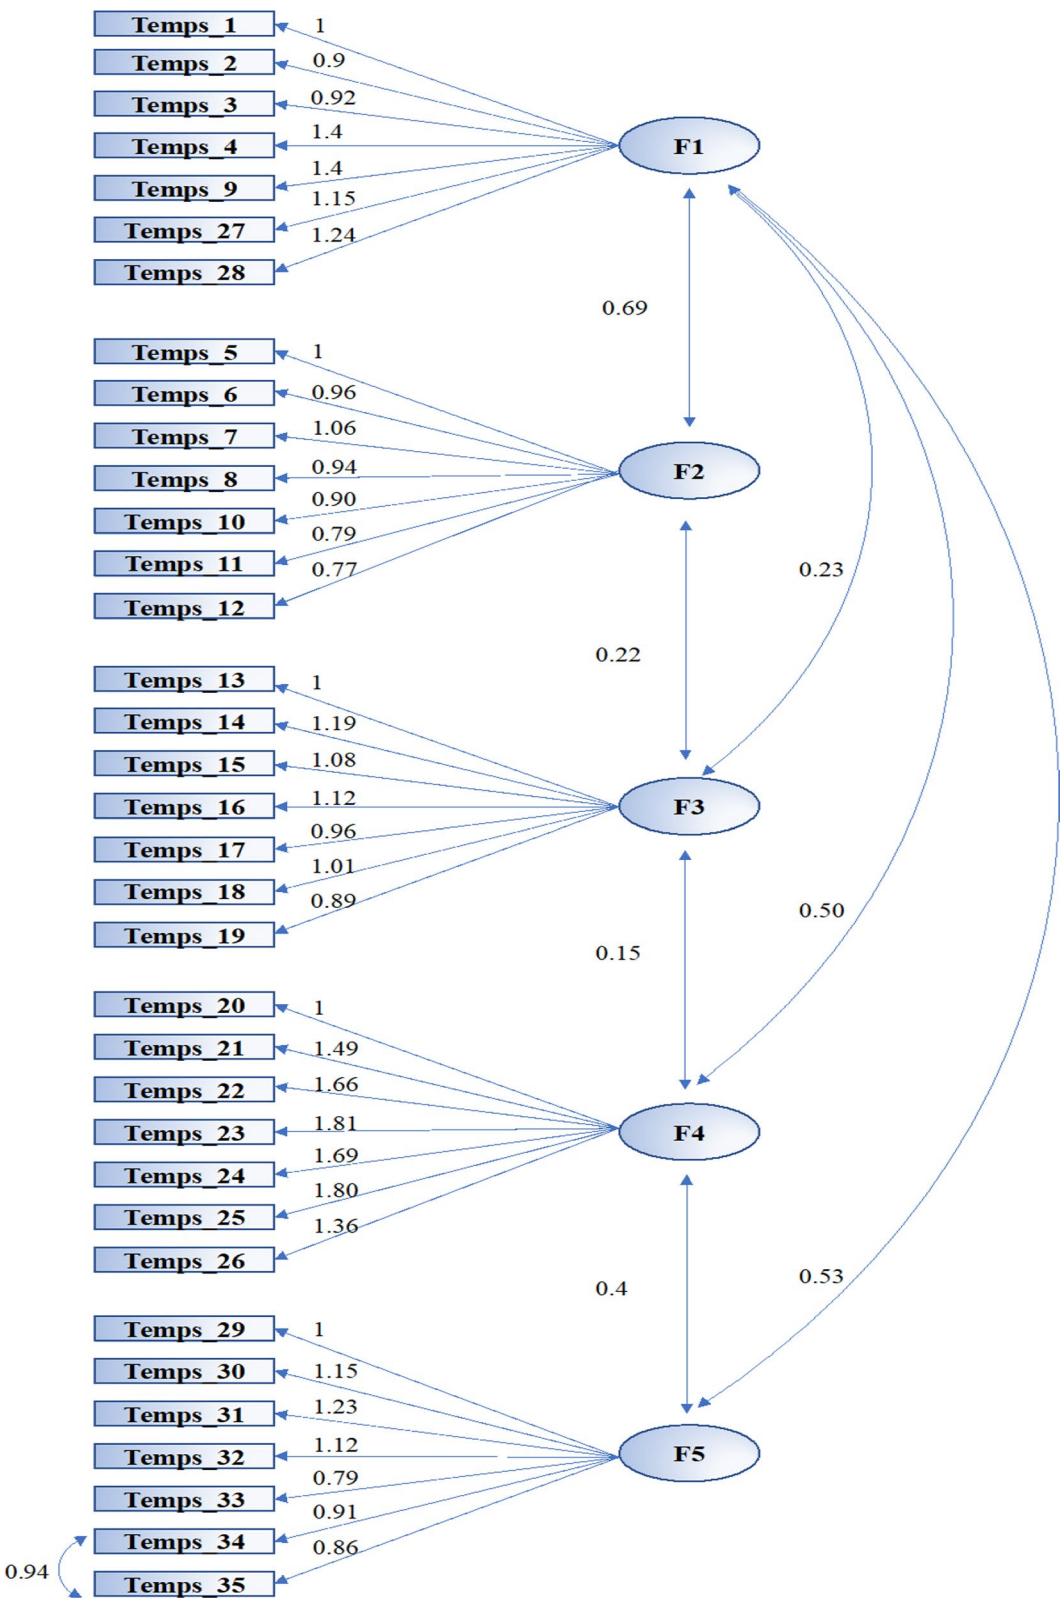 Temps_1 1
Temps_2 0.9
Temps_3 0.92
Temps_4 1.4
Temps_9 1.4
Temps_27 1.15
Temps_28 1.24
F1
0.69
Temps_5 1
Temps_6 0.96
Temps_7 1.06
Temps_8 0.94
Temps_10 0.90
Temps_11 0.79
Temps_12 0.77
F2
0.23
0.22
Temps_13 1
Temps_14 1.19
Temps_15 1.08
Temps_16 1.12
Temps_17 0.96
Temps_18 1.01
Temps_19 0.89
F3
0.50
0.15
Temps_20 1
Temps_21 1.49
Temps_22 1.66
Temps_23 1.81
Temps_24 1.69
Temps_25 1.80
Temps_26 1.36
F4
0.53
0.4
Temps_29 1
Temps_30 1.15
Temps_31 1.23
Temps_32 1.12
Temps_33 0.79
Temps_34 0.91
Temps_35 0.86
F5
0.94